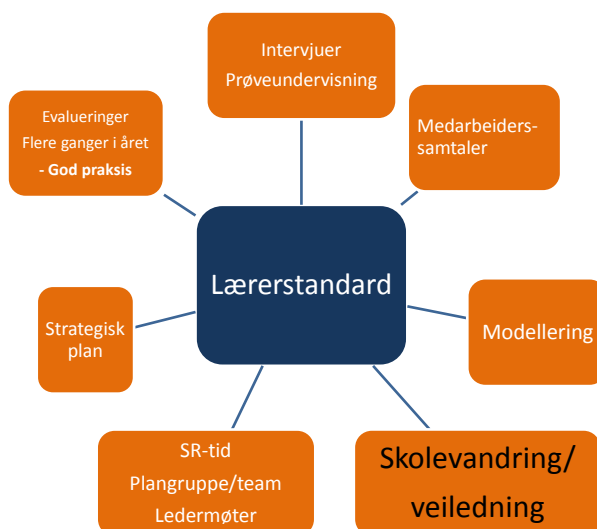 Intervjuer
Prøveundervisning
Evalueringer
Flere ganger i året
- God praksis
Medarbeiders-
samtaler
Lærerstandard
Strategisk
plan
Modellering
SR-tid
Plangruppe/team
Ledermøter
Skolevandring/
veiledning